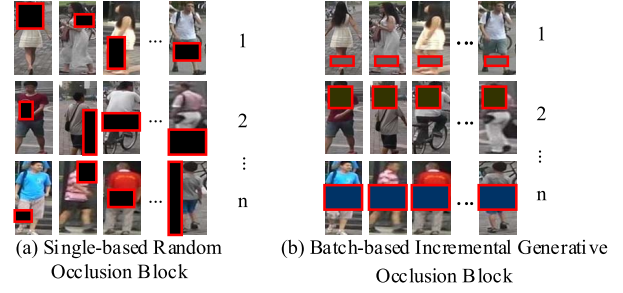 ... 1 ... 1
... 2 ... 2
⋮ ⋮
... n ... n
(a) Single-based Random
Occlusion Block
(b) Batch-based Incremental Generative
Occlusion Block